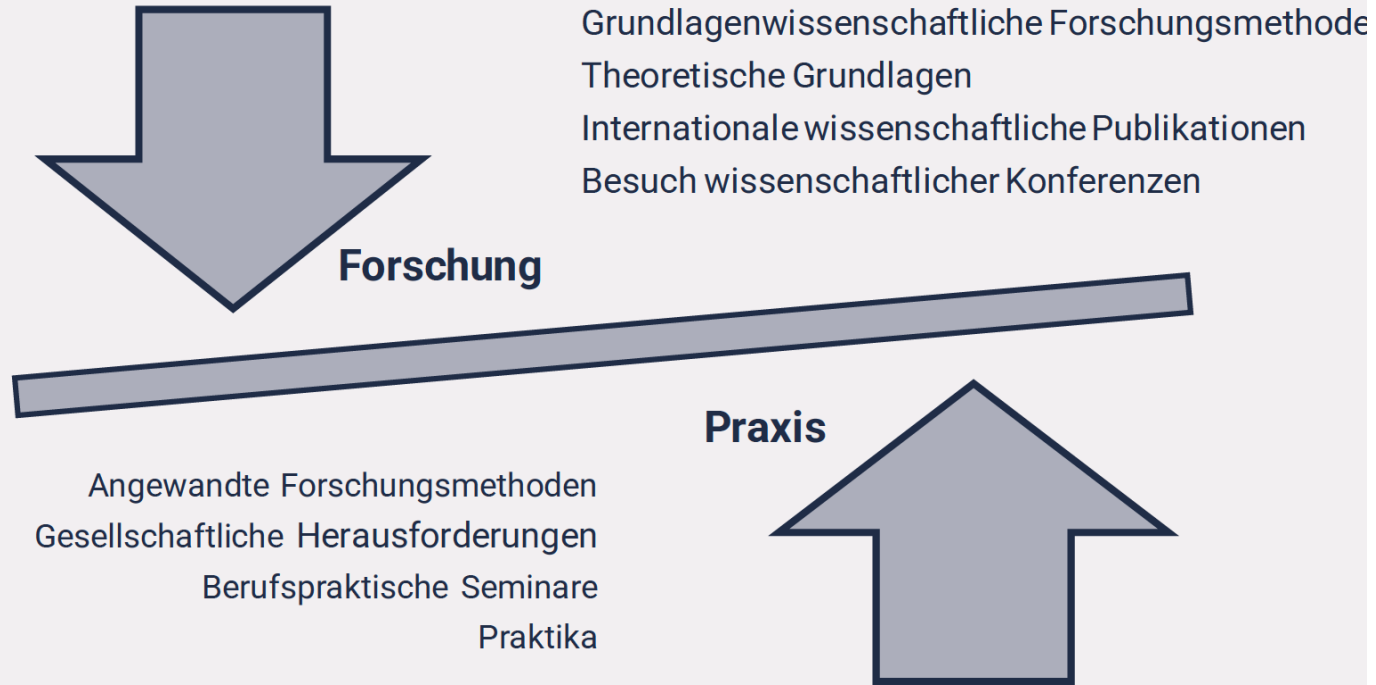 Grundlagenwissenschaftliche Forschungsmethode
Theoretische Grundlagen
Internationale wissenschaftliche Publikationen
Besuch wissenschaftlicher Konferenzen
Forschung
Praxis
Angewandte Forschungsmethoden
Gesellschaftliche Herausforderungen
Berufspraktische Seminare
Praktika